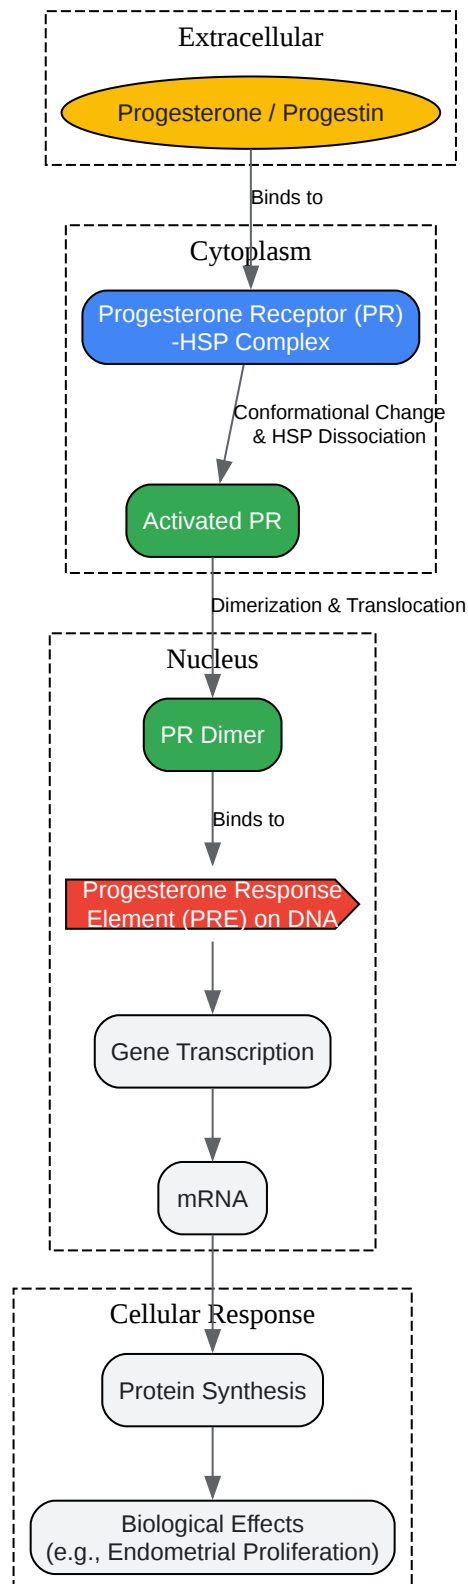 Extracellular
Progesterone / Progestin
Binds to
Cytoplasm
Progesterone Receptor (PR)
-HSP Complex
Conformational Change
& HSP Dissociation
Activated PR
Dimerization & Translocation
Nucleus
PR Dimer
Binds to
Progesterone Response
Element (PRE) on DNA
Gene Transcription
mRNA
Cellular Response
Protein Synthesis
Biological Effects
(e.g., Endometrial Proliferation)